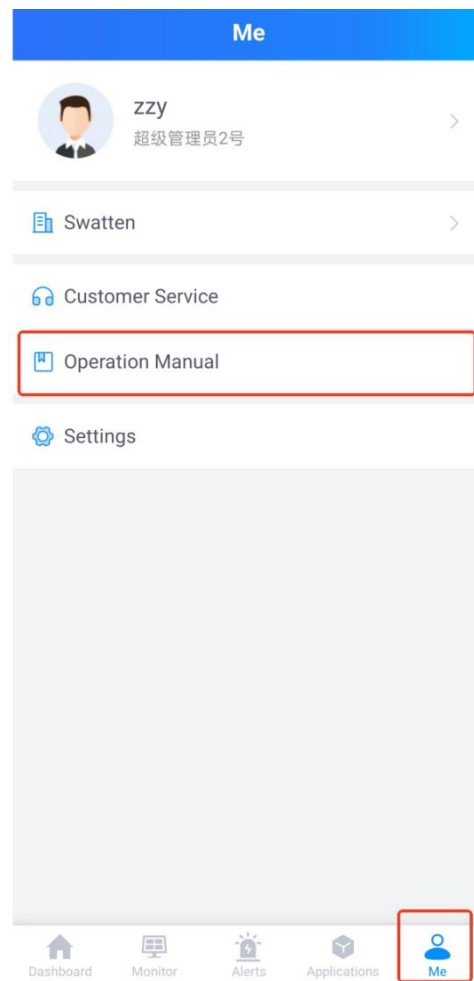 Me
zzy
超级管理员2号
Swatten
Customer Service
Operation Manual
Settings
Dashboard Monitor Alerts Applications Me